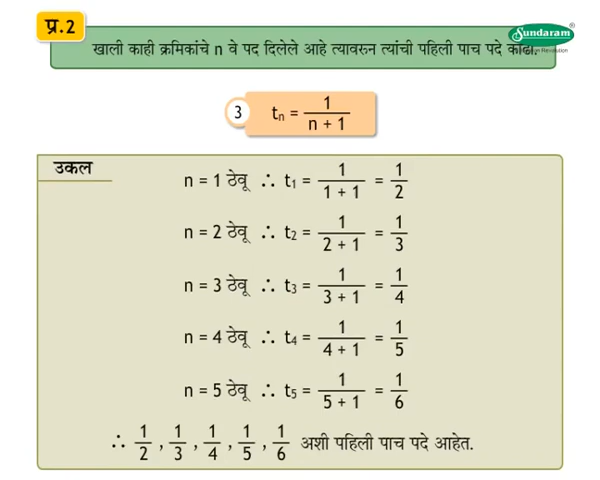 प्र.2
Sundaram®
खाली काही क्रमिकांचे n वे पद दिलेले आहे त्यावरून त्यांची पहिली पाच पदे काढा.
3 tₙ = 1/(n + 1)
उकल
n = 1 ठेवू ∴ t₁ = 1/(1 + 1) = 1/2
n = 2 ठेवू ∴ t₂ = 1/(2 + 1) = 1/3
n = 3 ठेवू ∴ t₃ = 1/(3 + 1) = 1/4
n = 4 ठेवू ∴ t₄ = 1/(4 + 1) = 1/5
n = 5 ठेवू ∴ t₅ = 1/(5 + 1) = 1/6
∴ 1/2 , 1/3 , 1/4 , 1/5 , 1/6 अशी पहिली पाच पदे आहेत.